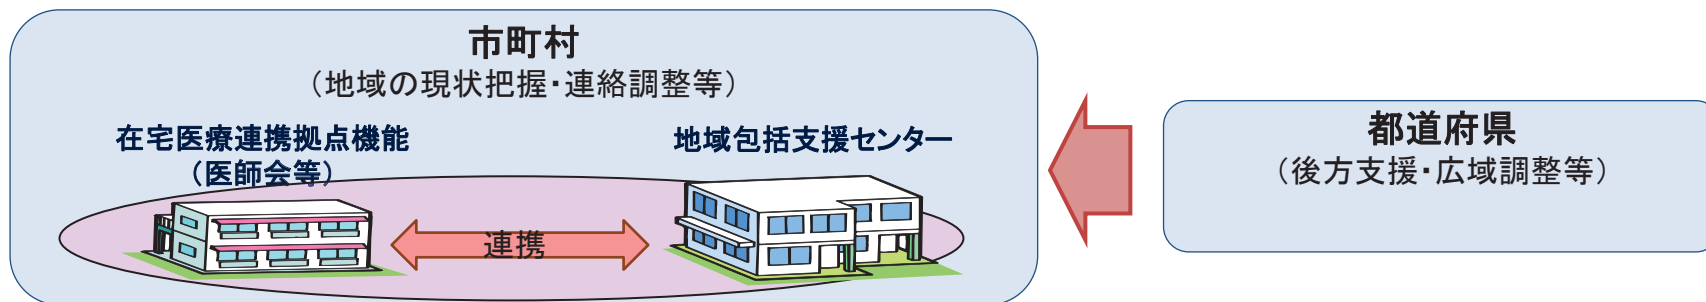 市町村
（地域の現状把握・連絡調整等）
在宅医療連携拠点機能
（医師会等）
地域包括支援センター
連携
都道府県
（後方支援・広域調整等）